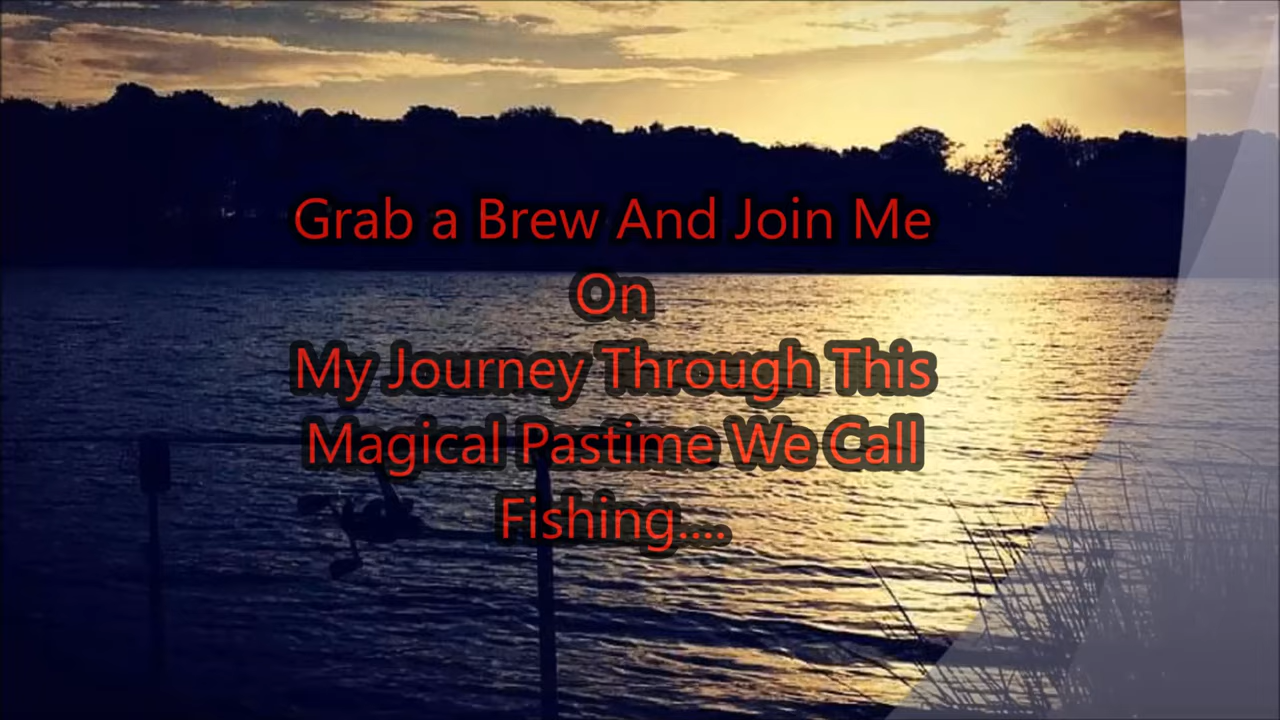 Grab a Brew And Join Me
On
My Journey Through This
Magical Pastime We Call
Fishing....